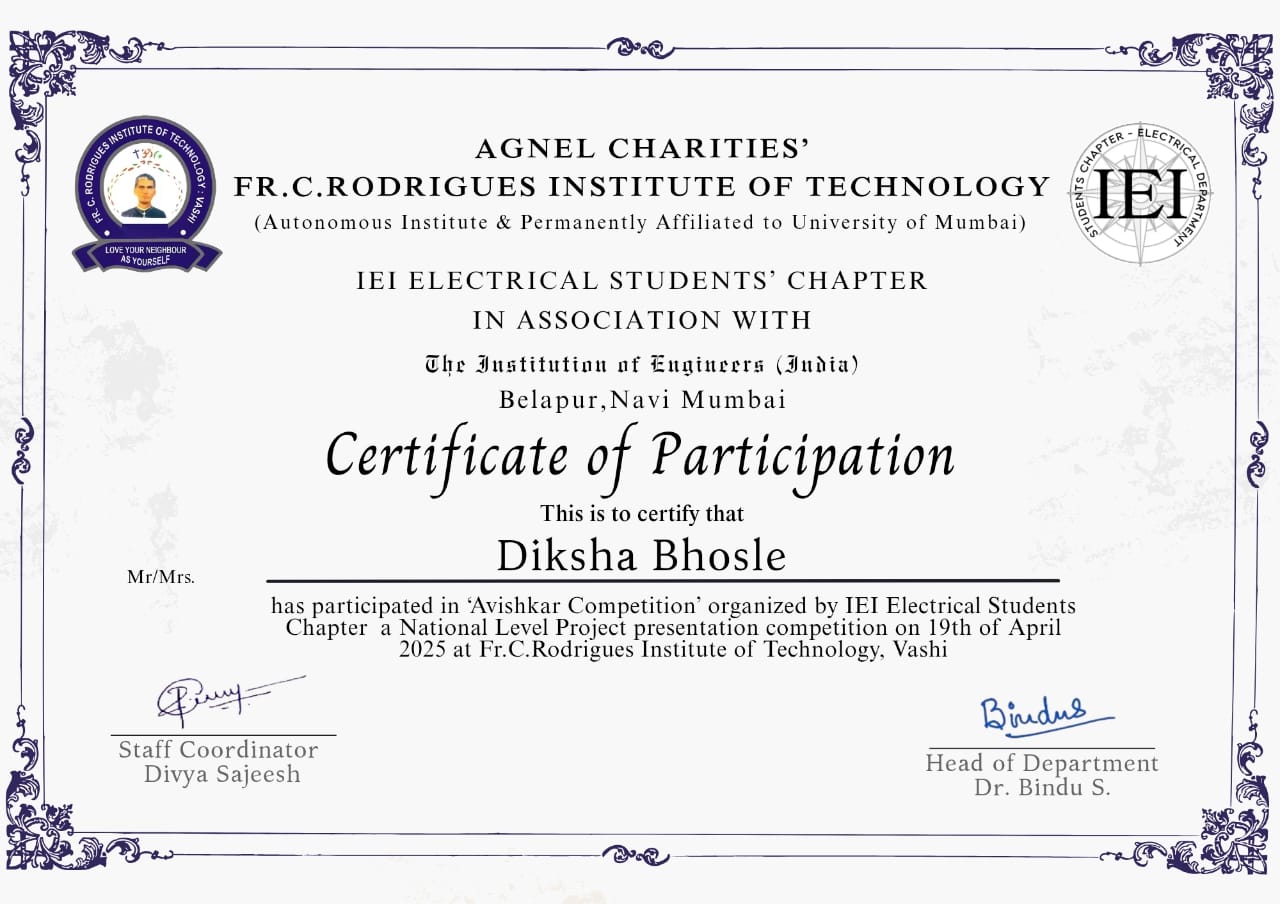 FR. C. RODRIGUES INSTITUTE OF TECHNOLOGY : VASHI
LOVE YOUR NEIGHBOUR
AS YOURSELF
AGNEL CHARITIES’
FR.C.RODRIGUES INSTITUTE OF TECHNOLOGY
(Autonomous Institute & Permanently Affiliated to University of Mumbai)
STUDENTS CHAPTER - ELECTRICAL DEPARTMENT
IEI
IEI ELECTRICAL STUDENTS’ CHAPTER
IN ASSOCIATION WITH
The Institution of Engineers (India)
Belapur,Navi Mumbai
Certificate of Participation
This is to certify that
Diksha Bhosle
Mr/Mrs.
has participated in ‘Avishkar Competition’ organized by IEI Electrical Students
Chapter a National Level Project presentation competition on 19th of April
2025 at Fr.C.Rodrigues Institute of Technology, Vashi
Staff Coordinator
Divya Sajeesh
Bindus
Head of Department
Dr. Bindu S.